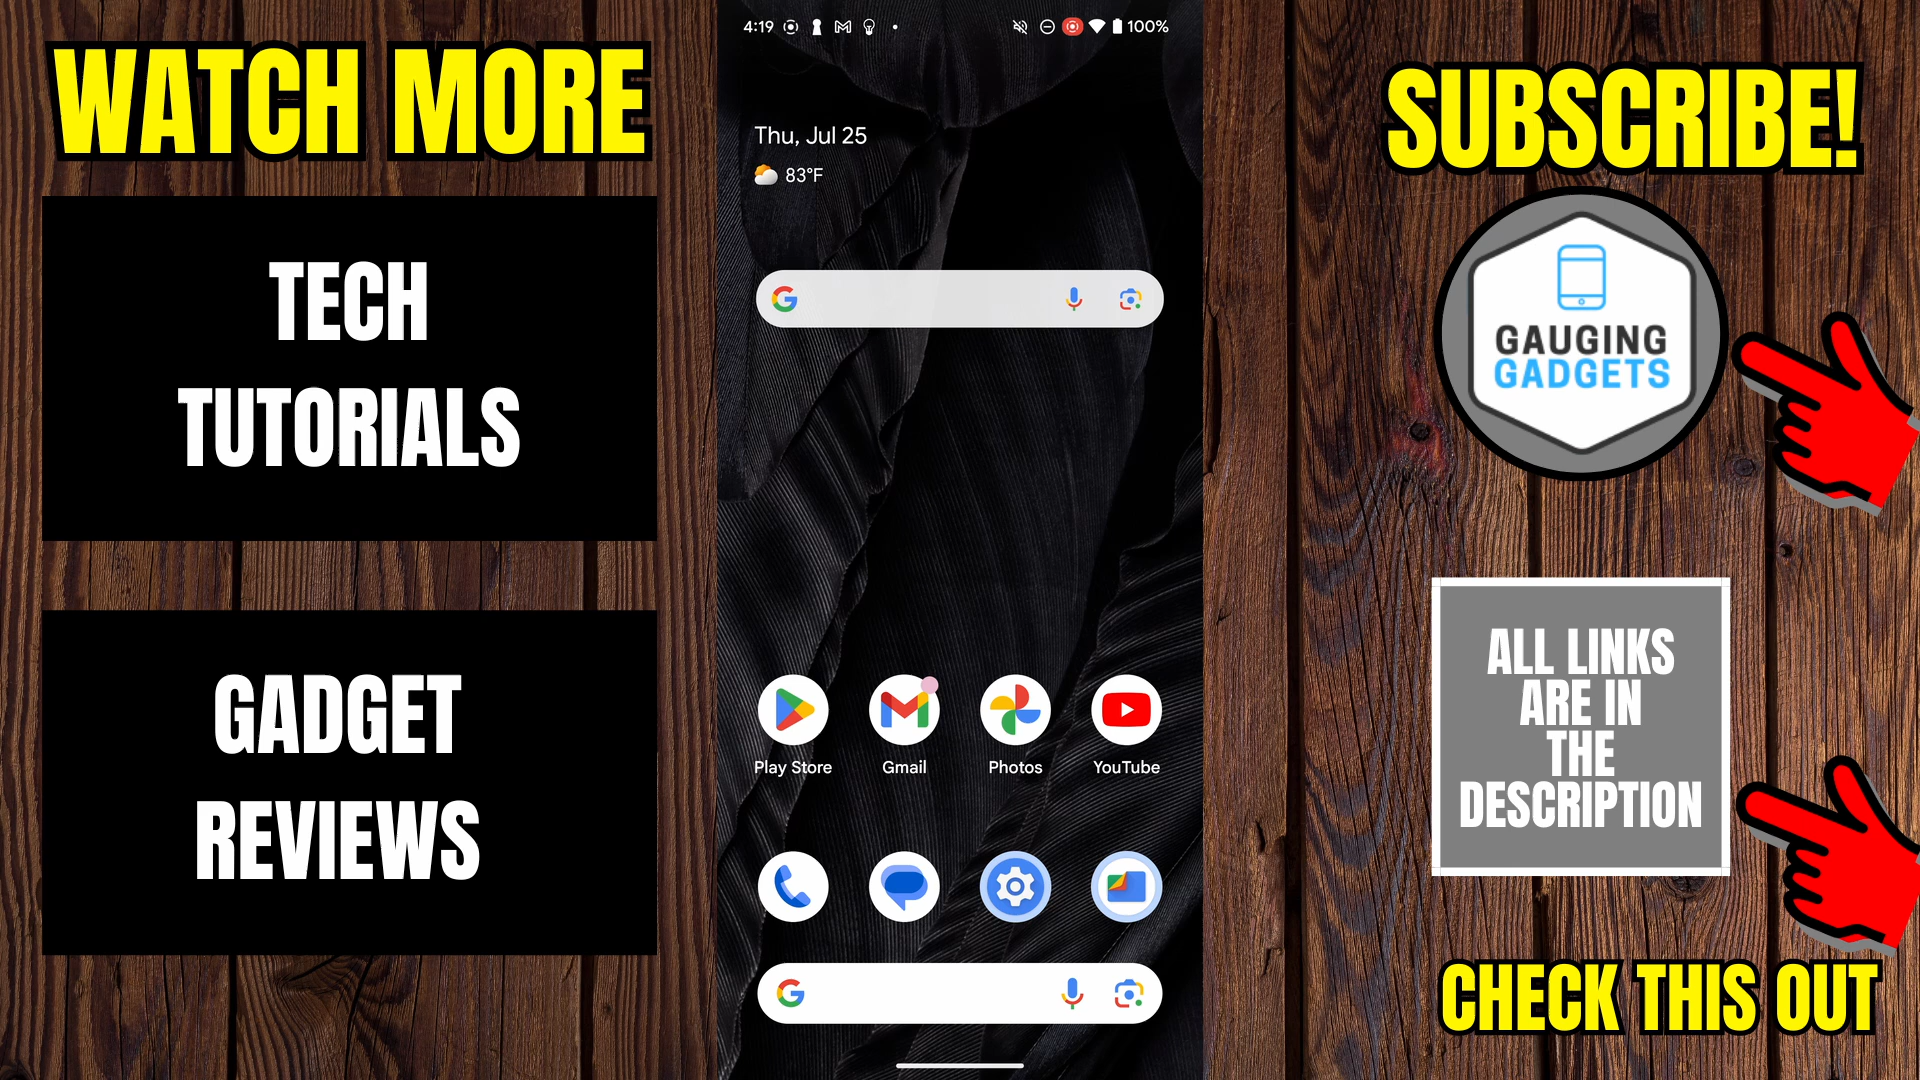 WATCH MORE
TECH
TUTORIALS
GADGET
REVIEWS
4:19
100%
Thu, Jul 25
83°F
Play Store
Gmail
Photos
YouTube
SUBSCRIBE!
GAUGING
GADGETS
ALL LINKS
ARE IN
THE
DESCRIPTION
CHECK THIS OUT